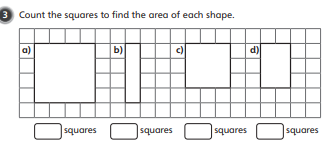 3 Count the squares to find the area of each shape.
a) b) c) d)
squares squares squares squares